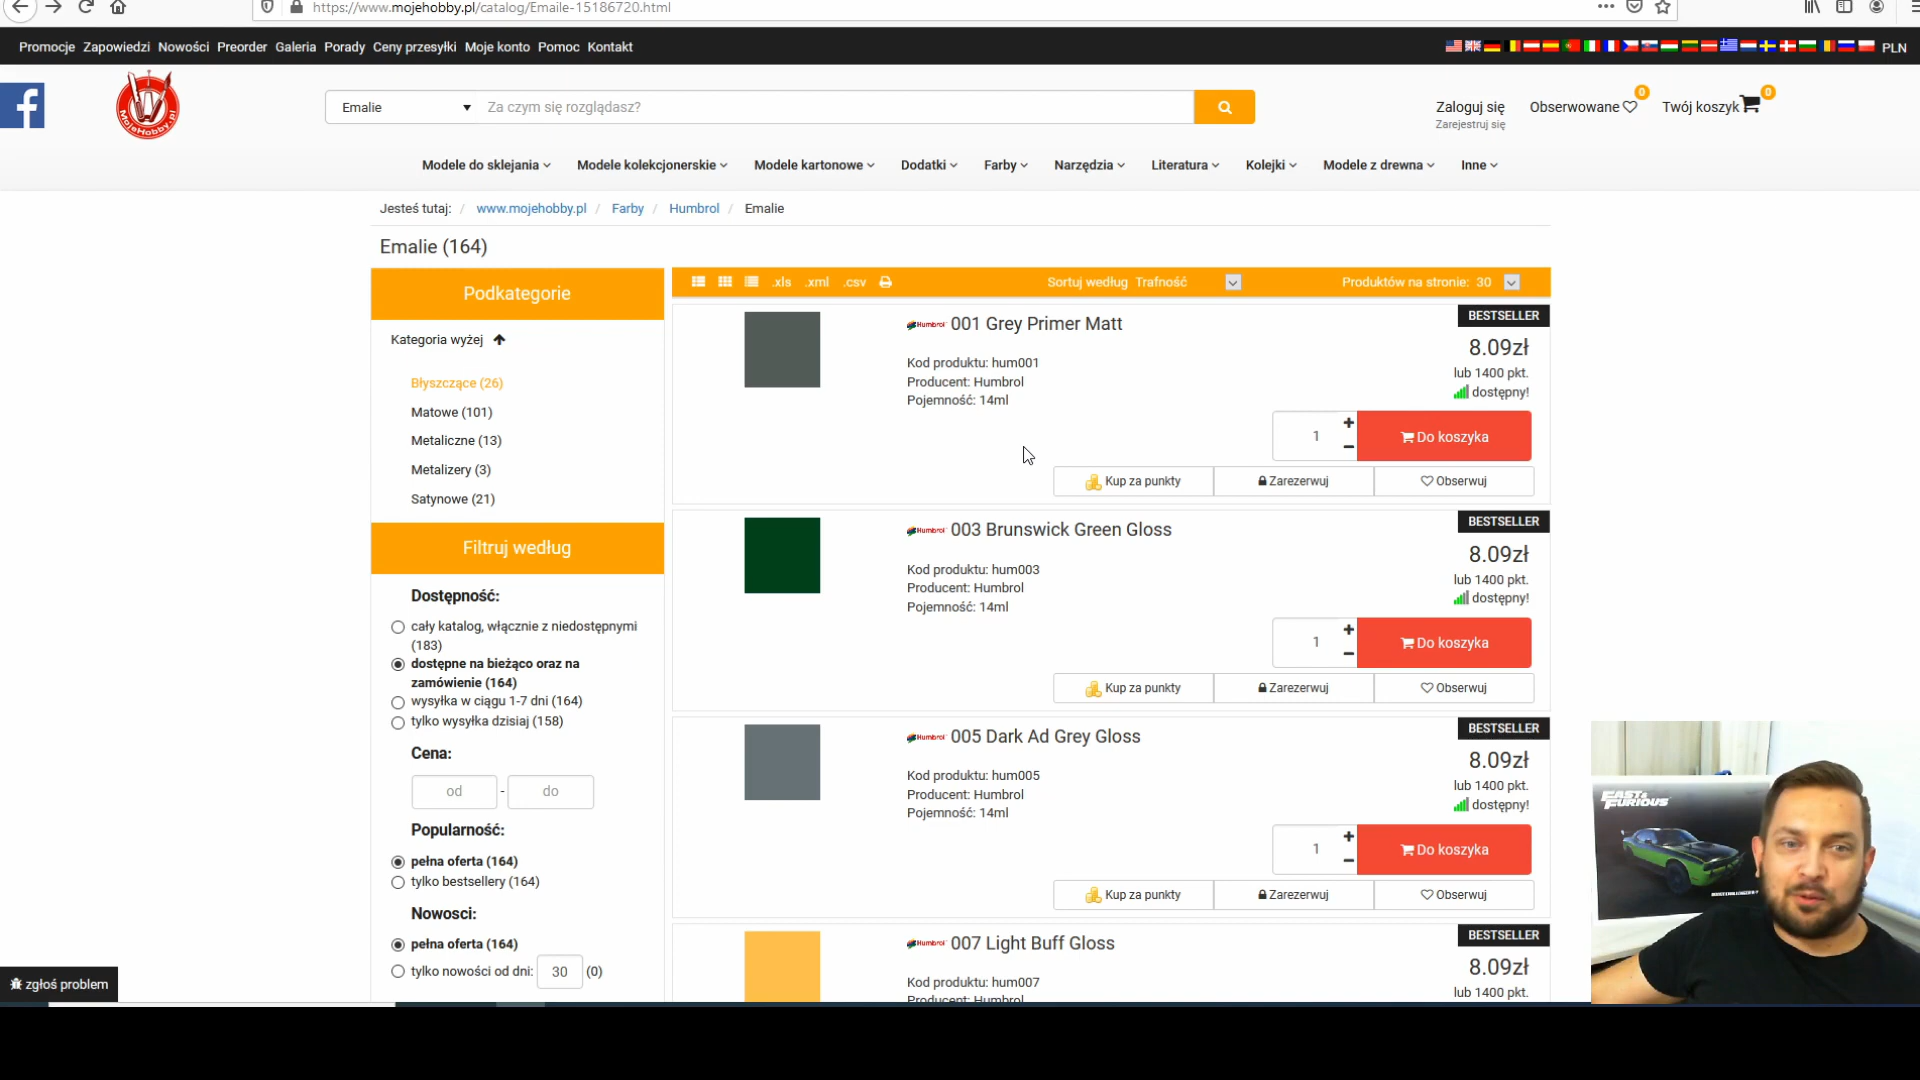 https://www.mojehobby.pl/catalog/Emaile-15186720.html
Promocje Zapowiedzi Nowości Preorder Galeria Porady Ceny przesyłki Moje konto Pomoc Kontakt
PLN
MojeHobby.pl
Emalie
Za czym się rozglądasz?
Zaloguj się
Zarejestruj się
Obserwowane 0
Twój koszyk 0
Modele do sklejania Modele kolekcjonerskie Modele kartonowe Dodatki Farby Narzędzia Literatura Kolejki Modele z drewna Inne
Jesteś tutaj: / www.mojehobby.pl / Farby / Humbrol / Emalie
Emalie (164)
Podkategorie
Kategoria wyżej
Błyszczące (26)
Matowe (101)
Metaliczne (13)
Metalizery (3)
Satynowe (21)
Filtruj według
Dostępność:
cały katalog, włącznie z niedostępnymi
(183)
dostępne na bieżąco oraz na
zamówienie (164)
wysyłka w ciągu 1-7 dni (164)
tylko wysyłka dzisiaj (158)
Cena:
od - do
Popularność:
pełna oferta (164)
tylko bestsellery (164)
Nowosci:
pełna oferta (164)
tylko nowości od dni: 30 (0)
zgłoś problem
.xls .xml .csv
Sortuj według Trafność
Produktów na stronie: 30
Humbrol 001 Grey Primer Matt
Kod produktu: hum001
Producent: Humbrol
Pojemność: 14ml
BESTSELLER
8.09zł
lub 1400 pkt.
dostępny!
1 + −
Do koszyka
Kup za punkty Zarezerwuj Obserwuj
Humbrol 003 Brunswick Green Gloss
Kod produktu: hum003
Producent: Humbrol
Pojemność: 14ml
BESTSELLER
8.09zł
lub 1400 pkt.
dostępny!
1 + −
Do koszyka
Kup za punkty Zarezerwuj Obserwuj
Humbrol 005 Dark Ad Grey Gloss
Kod produktu: hum005
Producent: Humbrol
Pojemność: 14ml
BESTSELLER
8.09zł
lub 1400 pkt.
dostępny!
1 + −
Do koszyka
Kup za punkty Zarezerwuj Obserwuj
Humbrol 007 Light Buff Gloss
Kod produktu: hum007
Producent: Humbrol
BESTSELLER
8.09zł
lub 1400 pkt.
FAST &
FURIOUS